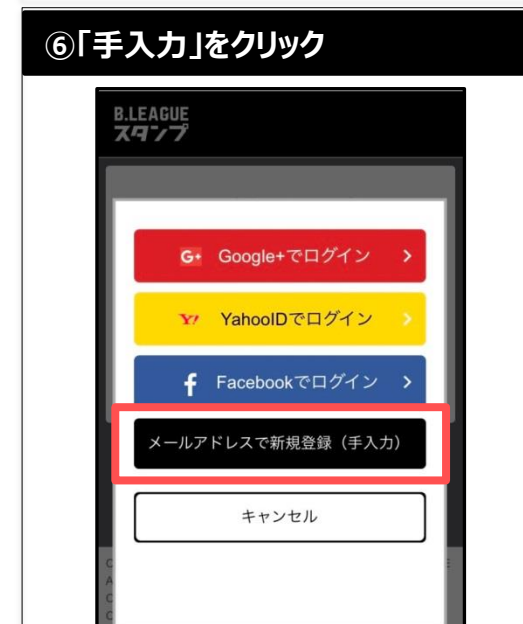 ⑥「手入力」をクリック
B.LEAGUE
スタンプ
G+ Google+でログイン
Y! YahooIDでログイン
f Facebookでログイン
メールアドレスで新規登録（手入力）
キャンセル